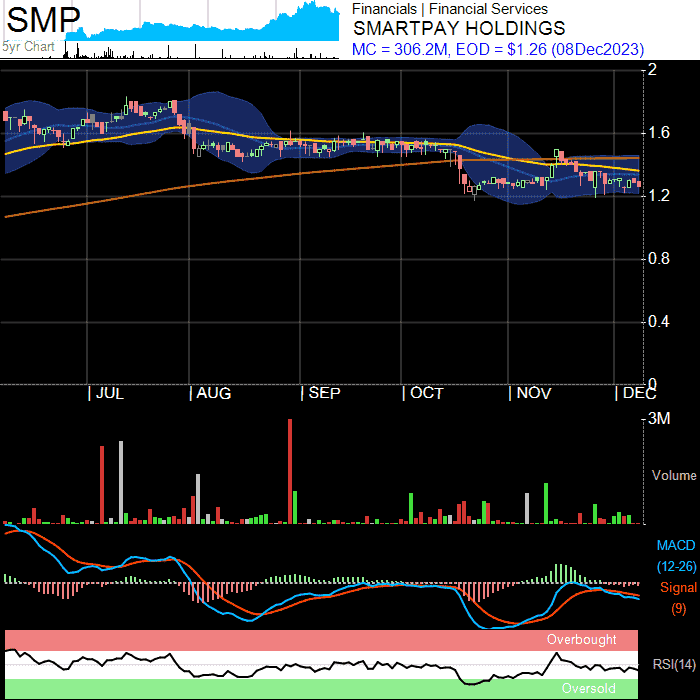 SMP
5yr Chart
Financials | Financial Services
SMARTPAY HOLDINGS
MC = 306.2M, EOD = $1.26 (08Dec2023)
2
1.6
1.2
0.8
0.4
0
JUL AUG SEP OCT NOV DEC
3M
Volume
MACD
(12-26)
Signal
(9)
Overbought
RSI(14)
Oversold